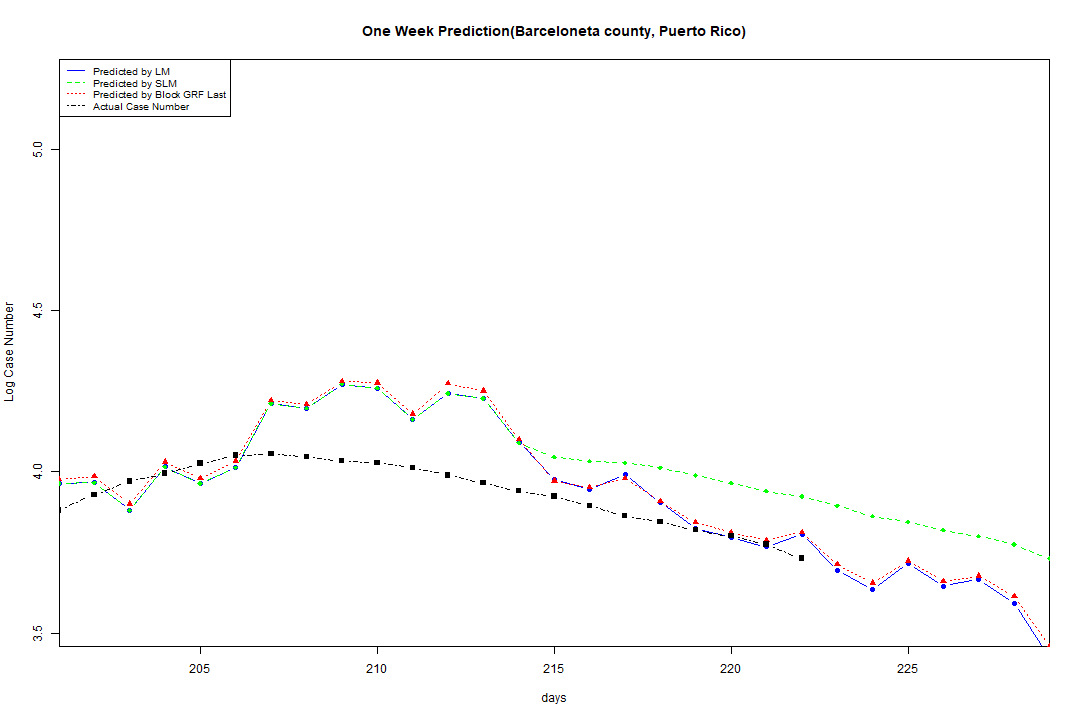 One Week Prediction(Barceloneta county, Puerto Rico)
Predicted by LM
Predicted by SLM
Predicted by Block GRF Last
Actual Case Number
5.0
4.5
4.0
3.5
Log Case Number
205 210 215 220 225
days